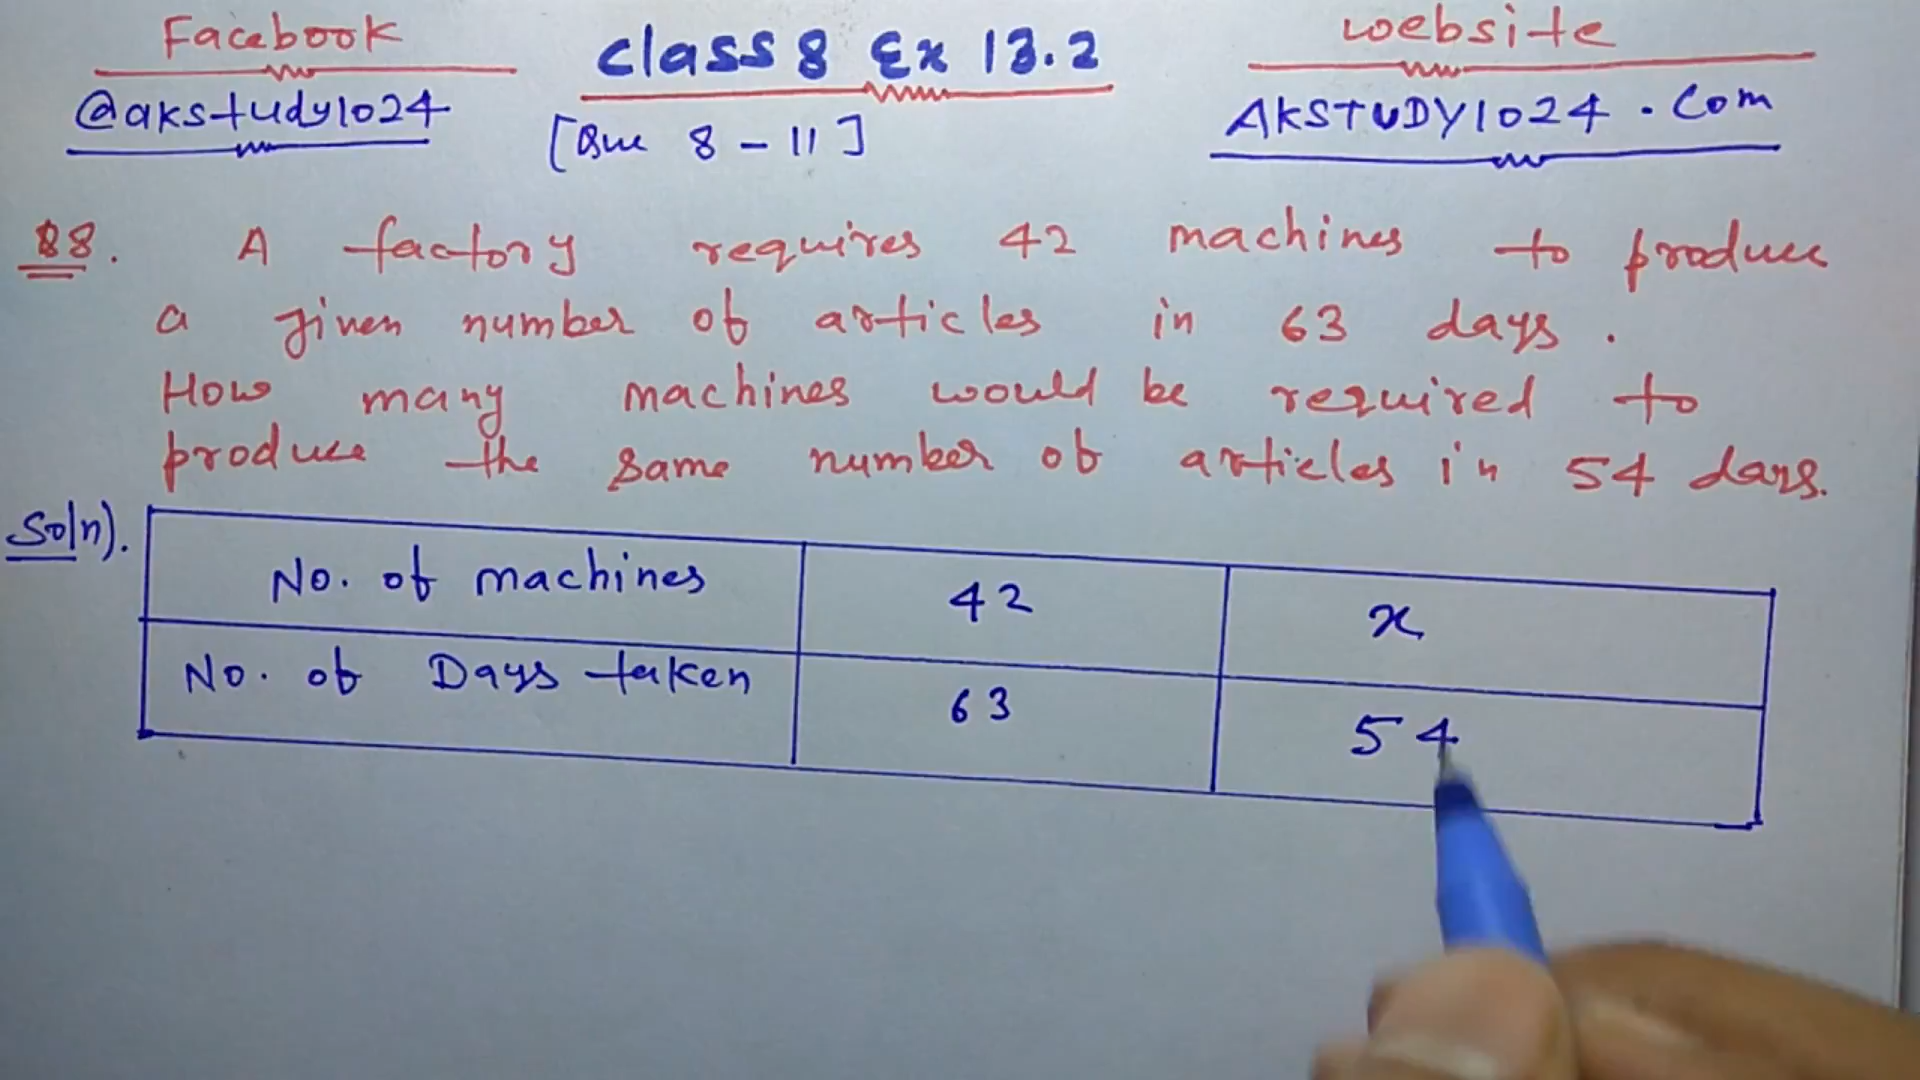 Facebook
@akstudy1024
class 8 Ex 13.2
[Que 8 - 11]
website
AKSTUDY1024.Com
Q8. A factory requires 42 machines to produce
a given number of articles in 63 days.
How many machines would be required to
produce the same number of articles in 54 days.
Soln).
No. of machines 42 x
No. of Days taken 63 54